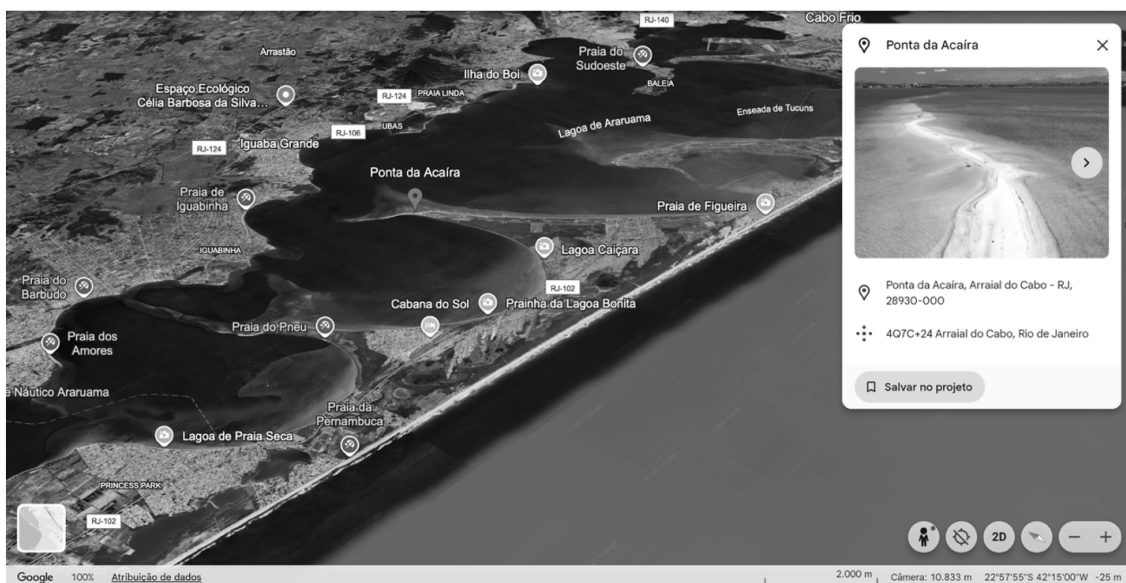 RJ-140
Cabo Frio
Arrastão
Praia do
Sudoeste
Ilha do Boi
Espaço Ecológico
Célia Barbosa da Silva...
RJ-124
PRAIA LINDA
BALEIA
Enseada de Tucuns
Lagoa de Araruama
UBAS
RJ-106
RJ-124
Iguaba Grande
Ponta da Acaíra
Praia de
Iguabinha
Praia de Figueira
IGUABINHA
Lagoa Caiçara
Praia do
Barbudo
RJ-102
Cabana do Sol
Prainha da Lagoa Bonita
Praia do Pneu
Praia dos
Amores
e Náutico Araruama
Praia da
Pernambuca
Lagoa de Praia Seca
PRINCESS PARK
RJ-102
Ponta da Acaíra
Ponta da Acaíra, Arraial do Cabo - RJ,
28930-000
4Q7C+24 Arraial do Cabo, Rio de Janeiro
Salvar no projeto
2D
Google 100% Atribuição de dados
2.000 m Câmera: 10.833 m 22°57'55"S 42°15'00"W -25 m